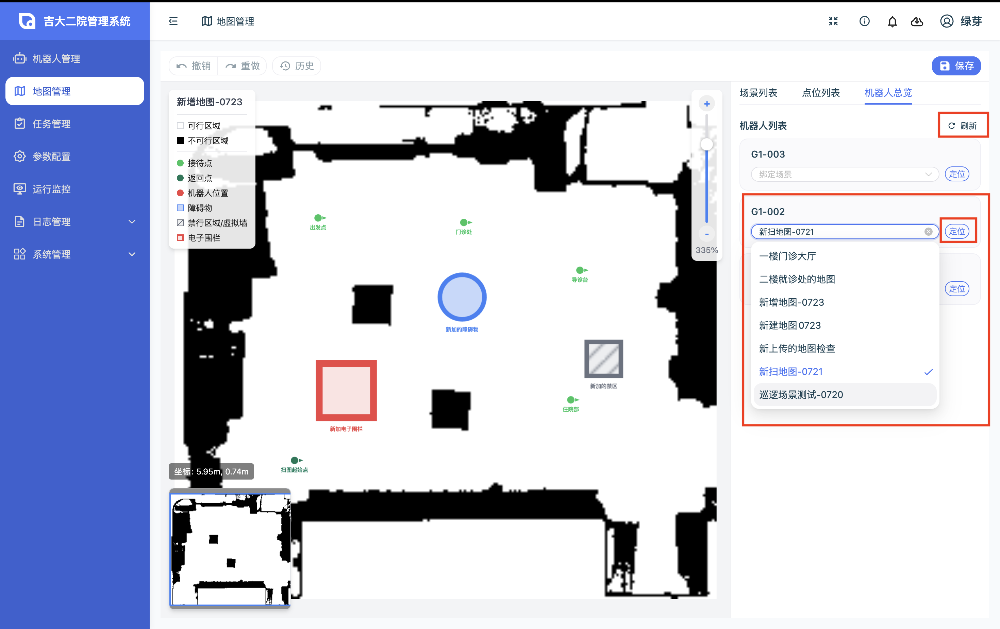 吉大二院管理系统
地图管理
绿芽
机器人管理
地图管理
任务管理
参数配置
运行监控
日志管理
系统管理
撤销
重做
历史
保存
新增地图-0723
可行区域
不可行区域
接待点
返回点
机器人位置
障碍物
禁行区域/虚拟墙
电子围栏
+
-
335%
出发点
门诊处
导诊台
新加的障碍物
新加的禁区
住院部
新加电子围栏
扫图起始点
坐标: 5.95m, 0.74m
场景列表
点位列表
机器人总览
机器人列表
刷新
G1-003
绑定场景
定位
G1-002
新扫地图-0721
定位
一楼门诊大厅
二楼就诊处的地图
定位
新增地图-0723
新建地图0723
新上传的地图检查
新扫地图-0721
巡逻场景测试-0720